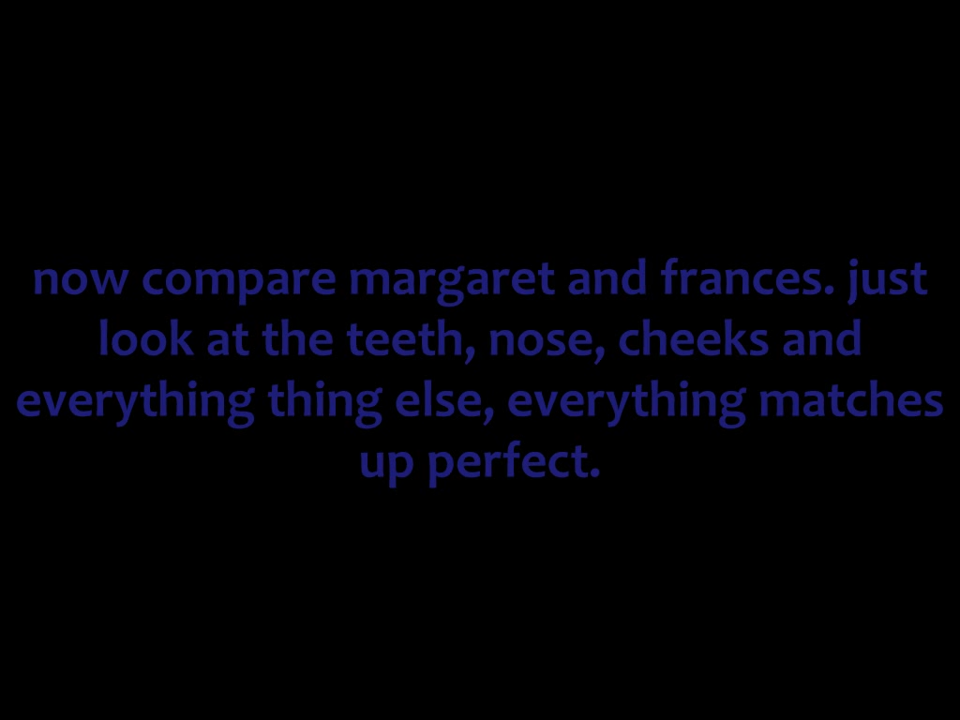 now compare margaret and frances. just
look at the teeth, nose, cheeks and
everything thing else, everything matches
up perfect.